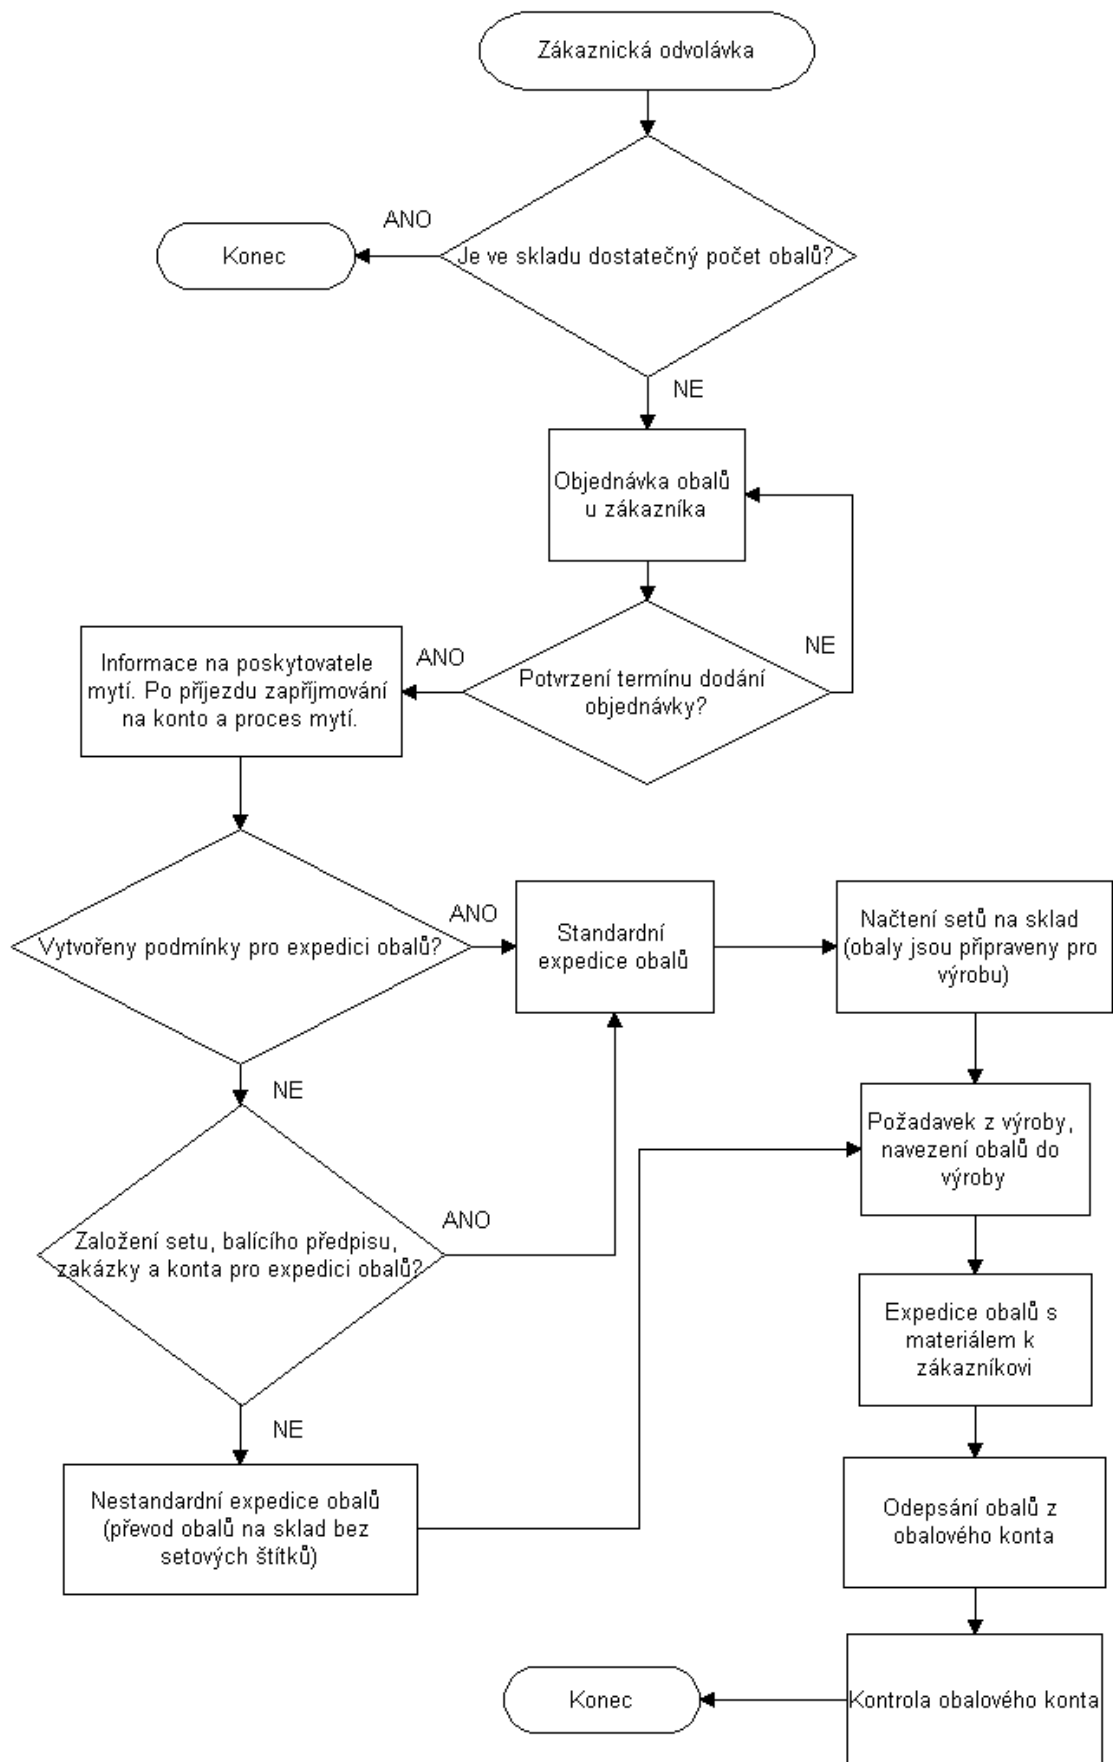 Zákaznická odvolávka
ANO
Konec
Je ve skladu dostatečný počet obalů?
NE
Objednávka obalů
u zákazníka
NE
ANO
Potvrzení termínu dodání
objednávky?
Informace na poskytovatele
mytí. Po příjezdu zapříjmování
na konto a proces mytí.
Vytvořeny podmínky pro expedici obalů?
ANO
Standardní
expedice obalů
Načtení setů na sklad
(obaly jsou připraveny pro
výrobu)
NE
Požadavek z výroby,
navezení obalů do
výroby
Založení setu, balícího předpisu,
zakázky a konta pro expedici obalů?
ANO
Expedice obalů s
materiálem k
zákazníkovi
NE
Nestandardní expedice obalů
(převod obalů na sklad bez
setových štítků)
Odepsání obalů z
obalového konta
Kontrola obalového konta
Konec